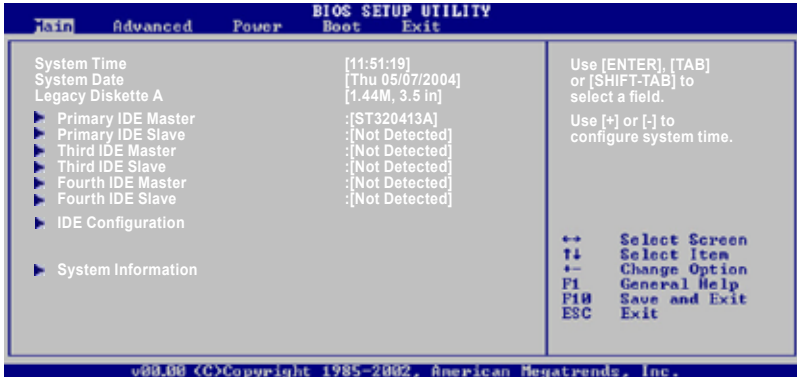 BIOS SETUP UTILITY
Main Advanced Power Boot Exit
System Time [11:51:19]
System Date [Thu 05/07/2004]
Legacy Diskette A [1.44M, 3.5 in]
Primary IDE Master :[ST320413A]
Primary IDE Slave :[Not Detected]
Third IDE Master :[Not Detected]
Third IDE Slave :[Not Detected]
Fourth IDE Master :[Not Detected]
Fourth IDE Slave :[Not Detected]
IDE Configuration
System Information
Use [ENTER], [TAB]
or [SHIFT-TAB] to
select a field.
Use [+] or [-] to
configure system time.
↔ Select Screen
↑↓ Select Item
+- Change Option
F1 General Help
F10 Save and Exit
ESC Exit
v00.00 (C)Copyright 1985-2002, American Megatrends, Inc.